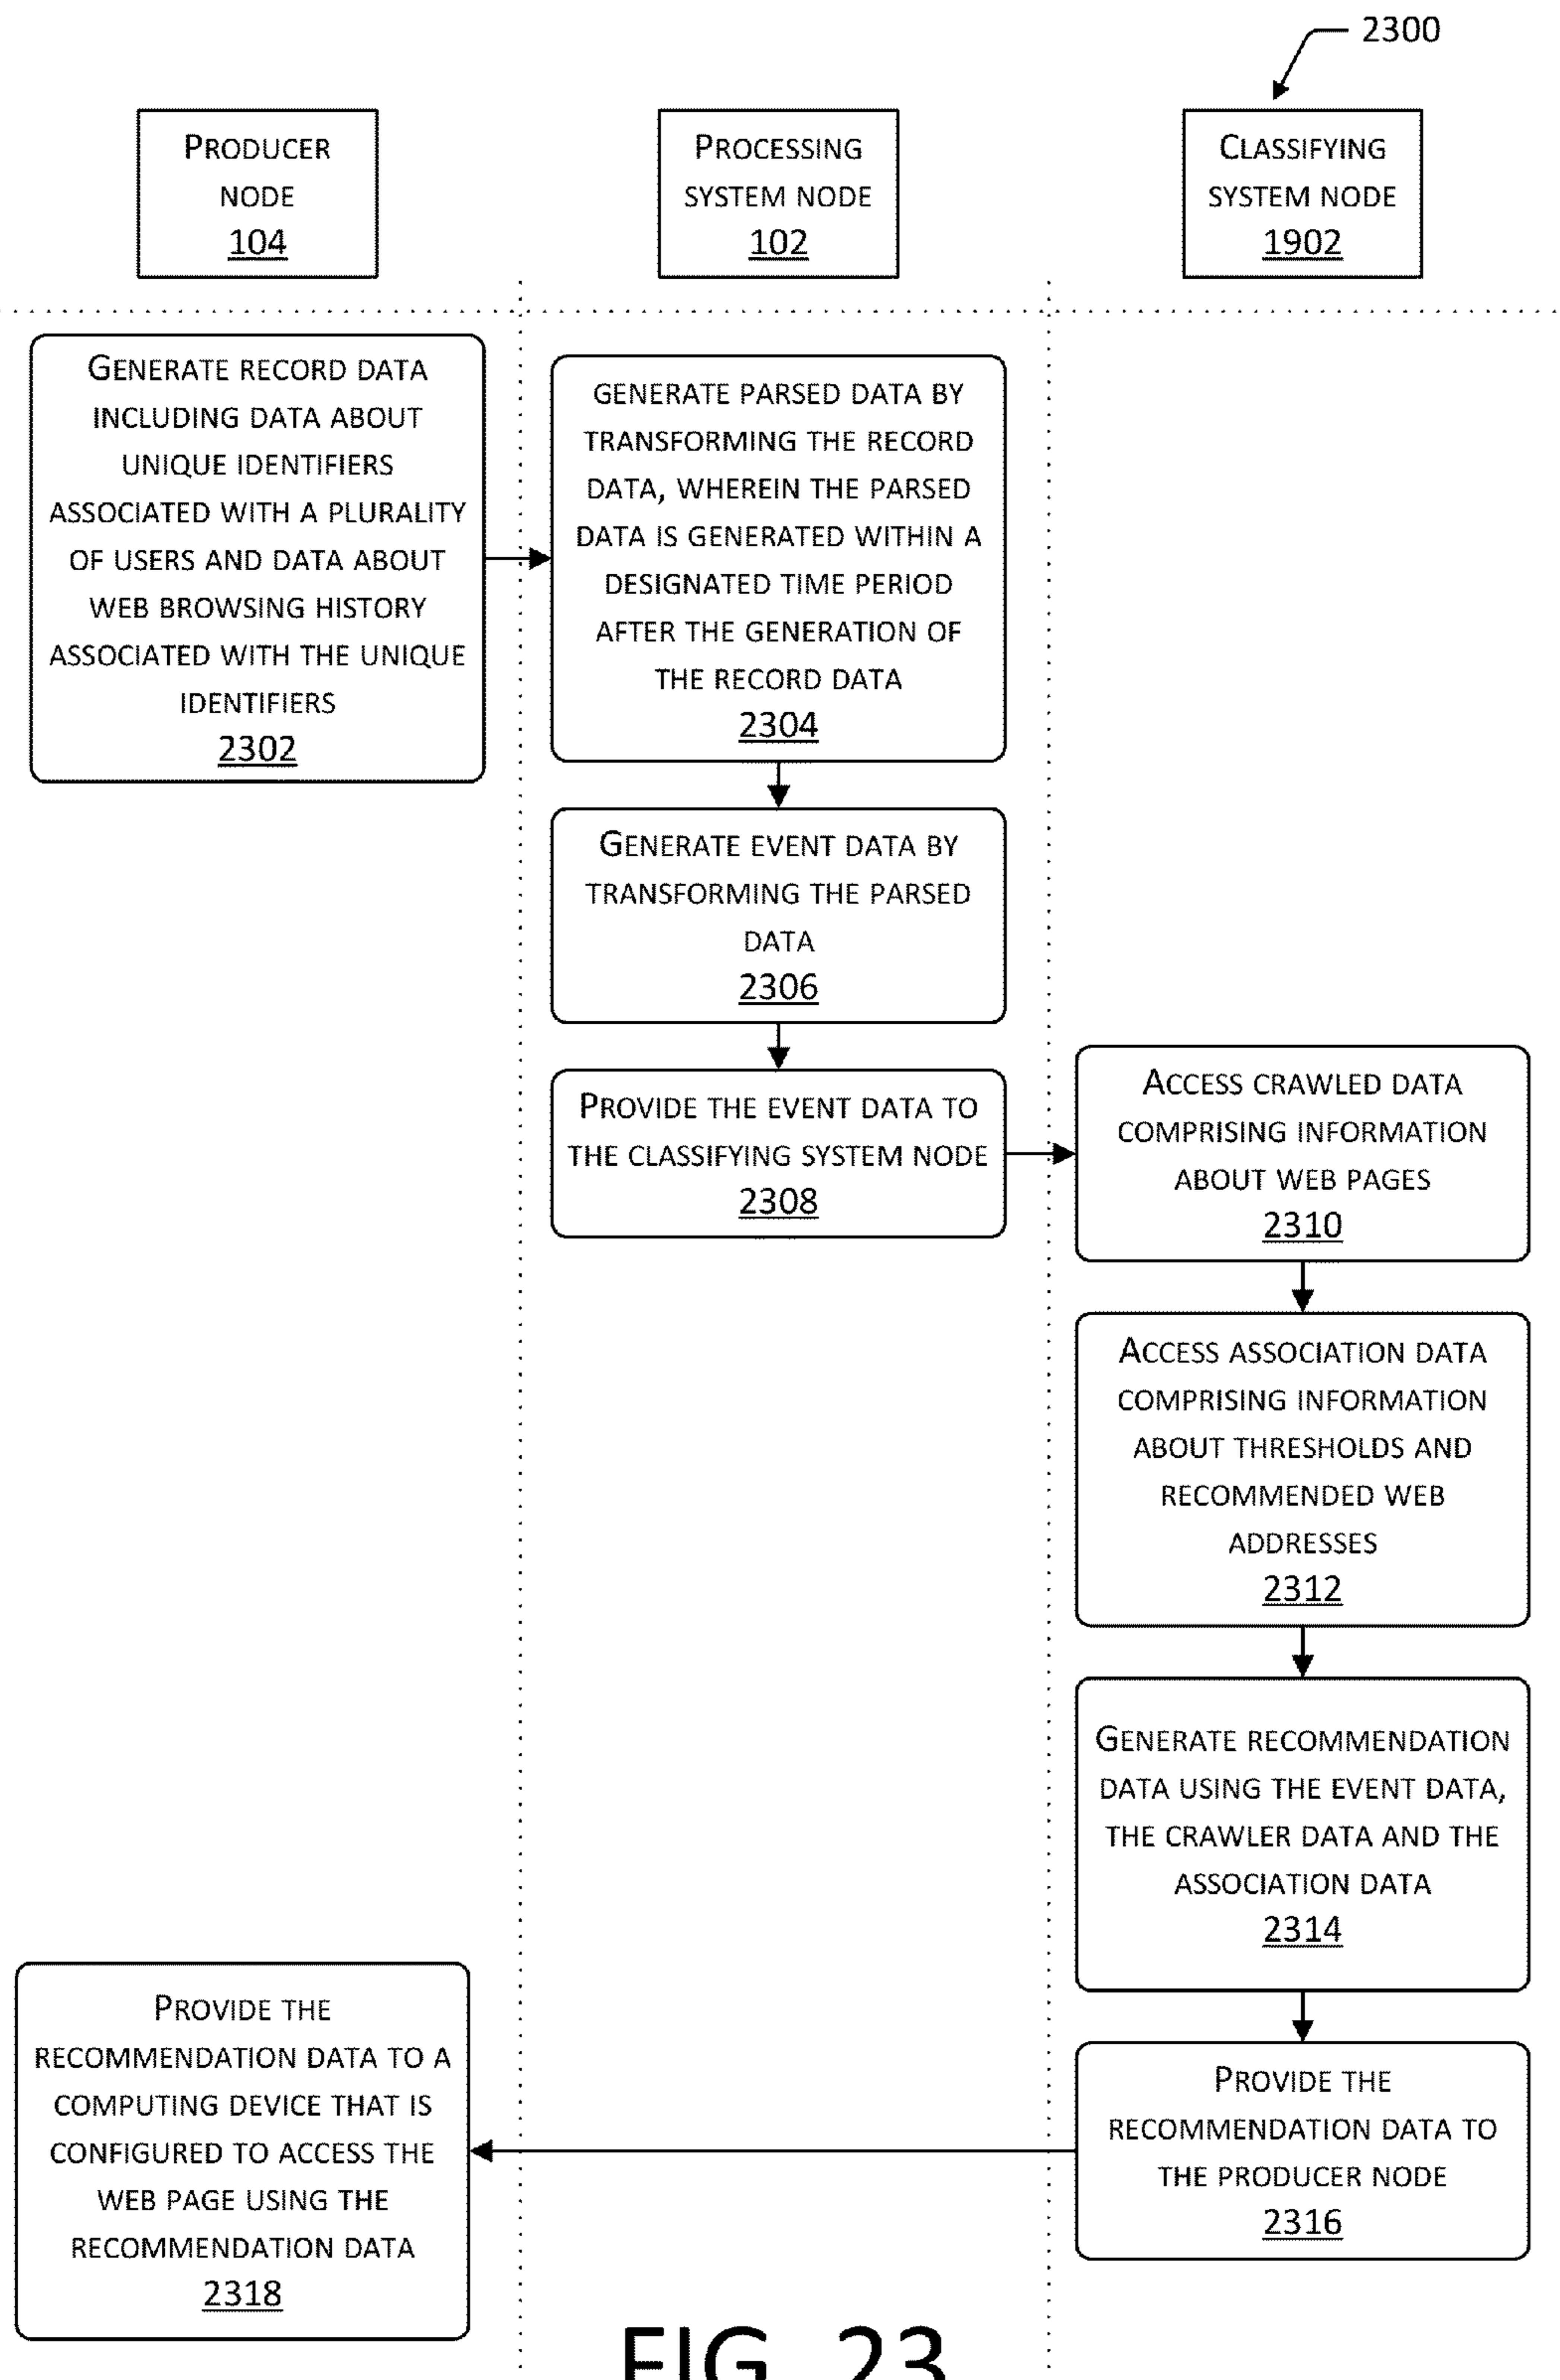 2300
PRODUCER
NODE
104
PROCESSING
SYSTEM NODE
102
CLASSIFYING
SYSTEM NODE
1902
GENERATE RECORD DATA
INCLUDING DATA ABOUT
UNIQUE IDENTIFIERS
ASSOCIATED WITH A PLURALITY
OF USERS AND DATA ABOUT
WEB BROWSING HISTORY
ASSOCIATED WITH THE UNIQUE
IDENTIFIERS
2302
GENERATE PARSED DATA BY
TRANSFORMING THE RECORD
DATA, WHEREIN THE PARSED
DATA IS GENERATED WITHIN A
DESIGNATED TIME PERIOD
AFTER THE GENERATION OF
THE RECORD DATA
2304
GENERATE EVENT DATA BY
TRANSFORMING THE PARSED
DATA
2306
PROVIDE THE EVENT DATA TO
THE CLASSIFYING SYSTEM NODE
2308
ACCESS CRAWLED DATA
COMPRISING INFORMATION
ABOUT WEB PAGES
2310
ACCESS ASSOCIATION DATA
COMPRISING INFORMATION
ABOUT THRESHOLDS AND
RECOMMENDED WEB
ADDRESSES
2312
GENERATE RECOMMENDATION
DATA USING THE EVENT DATA,
THE CRAWLER DATA AND THE
ASSOCIATION DATA
2314
PROVIDE THE
RECOMMENDATION DATA TO
THE PRODUCER NODE
2316
PROVIDE THE
RECOMMENDATION DATA TO A
COMPUTING DEVICE THAT IS
CONFIGURED TO ACCESS THE
WEB PAGE USING THE
RECOMMENDATION DATA
2318
FIG. 23